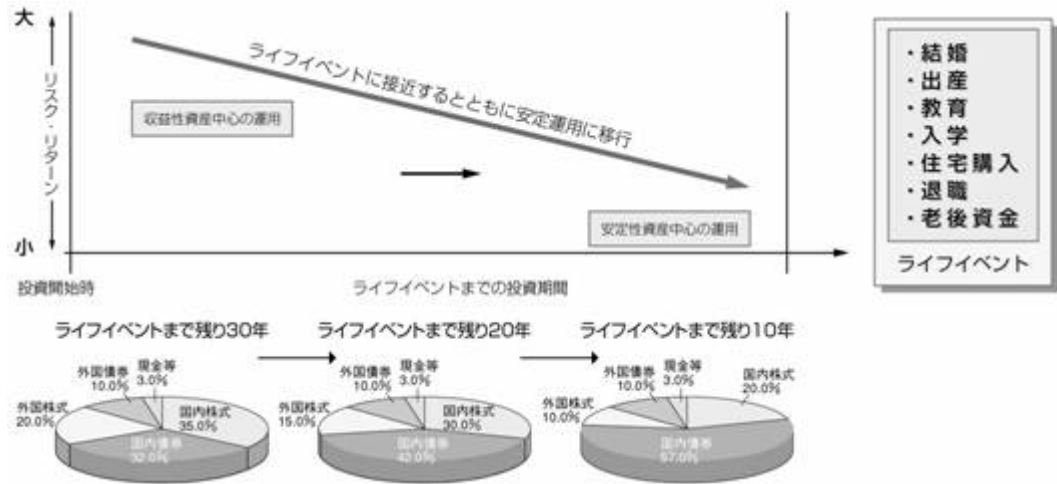 大
リスク・リターン
小
ライフイベントに接近するとともに安定運用に移行
収益性資産中心の運用
安定性資産中心の運用
投資開始時
ライフイベントまでの投資期間
・結婚
・出産
・教育
・入学
・住宅購入
・退職
・老後資金
ライフイベント
ライフイベントまで残り30年
外国債券
10.0%
現金等
3.0%
外国株式
20.0%
国内株式
35.0%
国内債券
32.0%
ライフイベントまで残り20年
外国債券
10.0%
現金等
3.0%
外国株式
15.0%
国内株式
30.0%
国内債券
42.0%
ライフイベントまで残り10年
外国債券
10.0%
現金等
3.0%
国内株式
20.0%
外国株式
10.0%
国内債券
57.0%